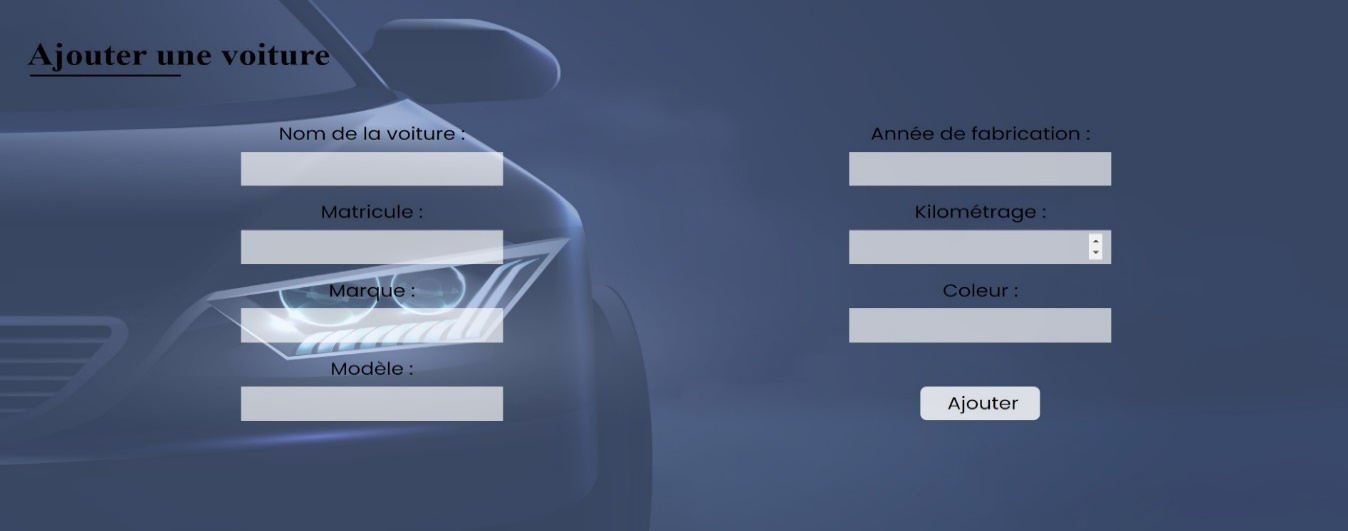 Ajouter une voiture
Nom de la voiture :
Matricule :
Marque :
Modèle :
Année de fabrication :
Kilométrage :
Coleur :
Ajouter